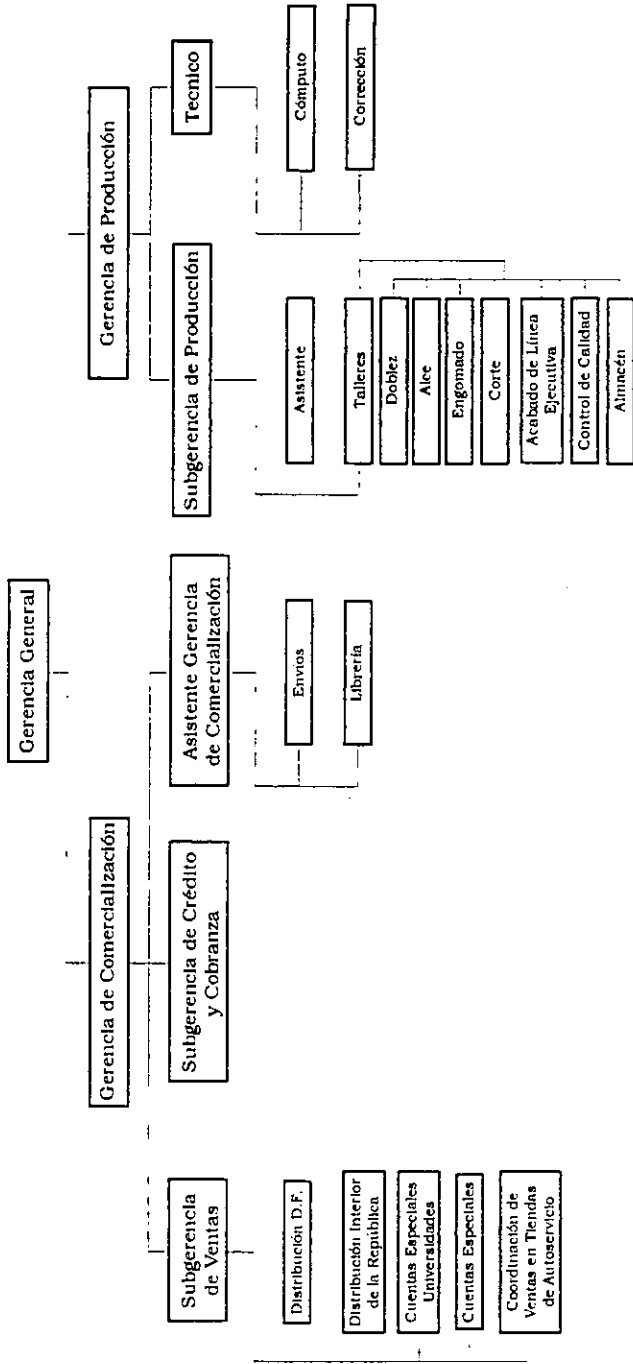 Gerencia General
Gerencia de Comercialización
Gerencia de Producción
Subgerencia
de Ventas
Subgerencia de Crédito
y Cobranza
Asistente Gerencia
de Comercialización
Subgerencia de Producción
Tecnico
Distribución D.F.
Distribución Interior
de la República
Cuentas Especiales
Universidades
Cuentas Especiales
Coordinación de
Ventas en Tiendas
de Autoservicio
Envios
Librería
Asistente
Talleres
Doblez
Alce
Engomado
Corte
Acabado de Línea
Ejecutiva
Control de Calidad
Almacén
Cómputo
Corrección